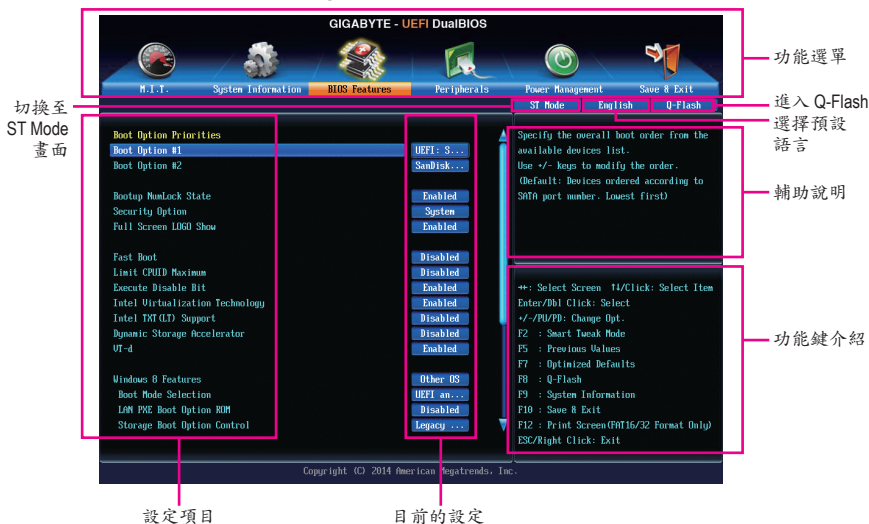 GIGABYTE - UEFI DualBIOS
M.I.T.
System Information
BIOS Features
Peripherals
Power Management
Save & Exit
功能選單
ST Mode
English
Q-Flash
切換至
ST Mode
畫面
進入 Q-Flash
選擇預設
語言
Boot Option Priorities
Boot Option #1 UEFI: S...
Boot Option #2 SanDisk...
Bootup NumLock State Enabled
Security Option System
Full Screen LOGO Show Enabled
Fast Boot Disabled
Limit CPUID Maximum Disabled
Execute Disable Bit Enabled
Intel Virtualization Technology Enabled
Intel TXT(LT) Support Disabled
Dynamic Storage Accelerator Disabled
VT-d Enabled
Windows 8 Features Other OS
Boot Mode Selection UEFI an...
LAN PXE Boot Option ROM Disabled
Storage Boot Option Control Legacy ...
Specify the overall boot order from the
available devices list.
Use +/- keys to modify the order.
(Default: Devices ordered according to
SATA port number. Lowest first)
輔助說明
→←: Select Screen ↑↓/Click: Select Item
Enter/Dbl Click: Select
+/-/PU/PD: Change Opt.
F2 : Smart Tweak Mode
F5 : Previous Values
F7 : Optimized Defaults
F8 : Q-Flash
F9 : System Information
F10 : Save & Exit
F12 : Print Screen(FAT16/32 Format Only)
ESC/Right Click: Exit
功能鍵介紹
Copyright (C) 2014 American Megatrends, Inc.
設定項目
目前的設定